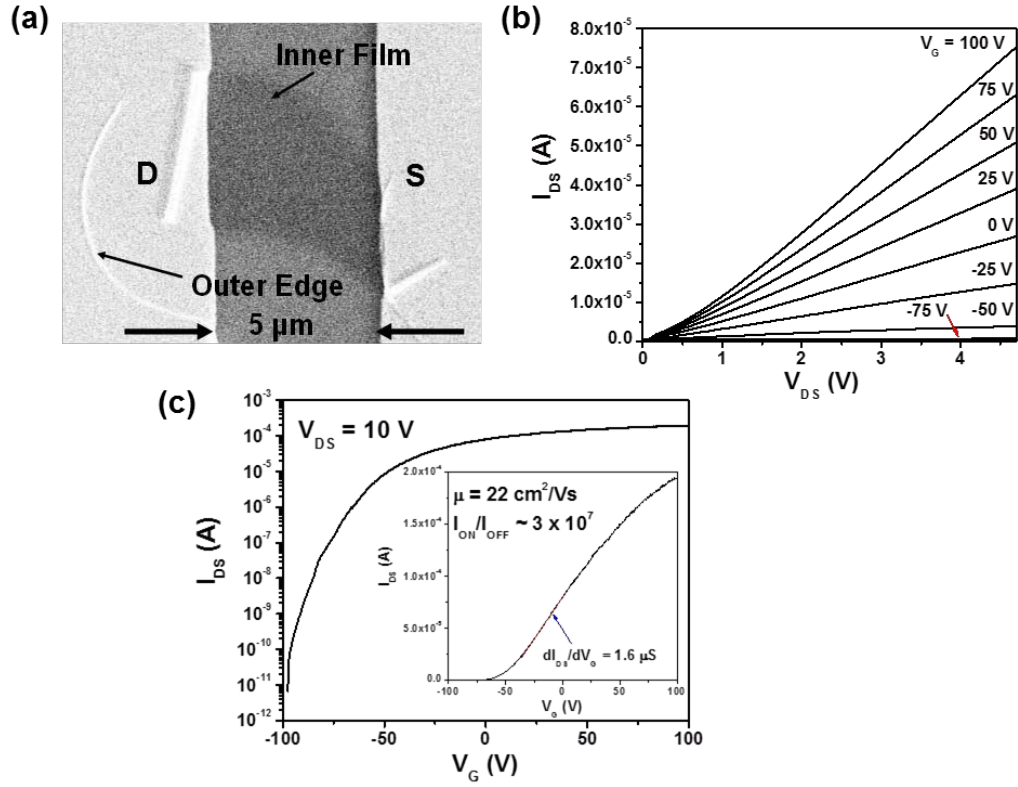 (a)
Inner Film
D
S
Outer Edge
5 µm
(b)
8.0x10⁻⁵
7.0x10⁻⁵
6.0x10⁻⁵
5.0x10⁻⁵
4.0x10⁻⁵
3.0x10⁻⁵
2.0x10⁻⁵
1.0x10⁻⁵
0.0
I_DS (A)
V_G = 100 V
75 V
50 V
25 V
0 V
-25 V
-50 V
-75 V
0 1 2 3 4
V_DS (V)
(c)
10⁻³
10⁻⁴
10⁻⁵
10⁻⁶
10⁻⁷
10⁻⁸
10⁻⁹
10⁻¹⁰
10⁻¹¹
10⁻¹²
I_DS (A)
V_DS = 10 V
-100 -50 0 50 100
V_G (V)
2.0x10⁻⁴
1.5x10⁻⁴
1.0x10⁻⁴
5.0x10⁻⁵
0.0
I_DS (A)
µ = 22 cm²/Vs
I_ON/I_OFF ~ 3 x 10⁷
dI_DS/dV_G = 1.6 µS
-100 -50 0 50 100
V_G (V)